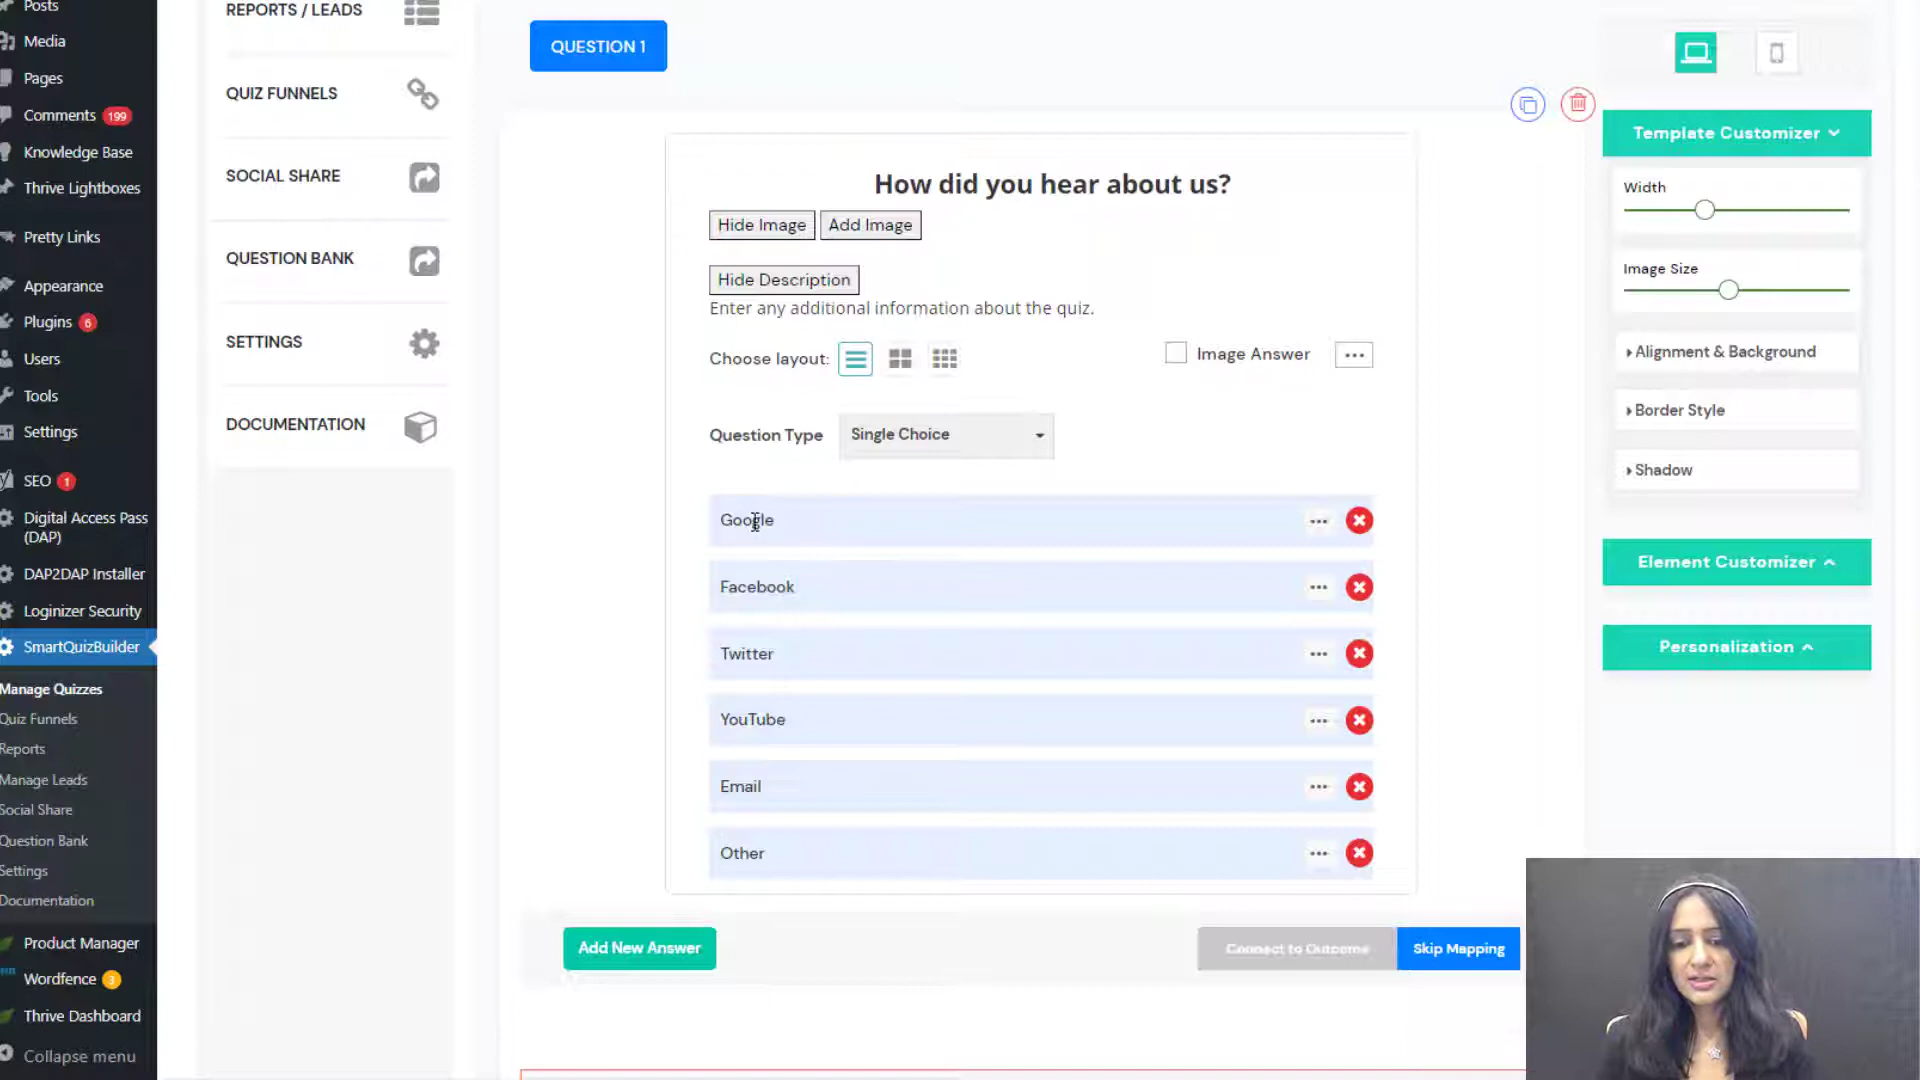 Posts
Media
Pages
Comments 199
Knowledge Base
Thrive Lightboxes
Pretty Links
Appearance
Plugins 6
Users
Tools
Settings
SEO 1
Digital Access Pass
(DAP)
DAP2DAP Installer
Loginizer Security
SmartQuizBuilder
Manage Quizzes
Quiz Funnels
Reports
Manage Leads
Social Share
Question Bank
Settings
Documentation
Product Manager
Wordfence 3
Thrive Dashboard
Collapse menu
REPORTS / LEADS
QUIZ FUNNELS
SOCIAL SHARE
QUESTION BANK
SETTINGS
DOCUMENTATION
QUESTION 1
How did you hear about us?
Hide Image Add Image
Hide Description
Enter any additional information about the quiz.
Choose layout:
Image Answer
Question Type Single Choice
Google
Facebook
Twitter
YouTube
Email
Other
Add New Answer
Connect to Outcome Skip Mapping
Template Customizer
Width
Image Size
Alignment & Background
Border Style
Shadow
Element Customizer
Personalization